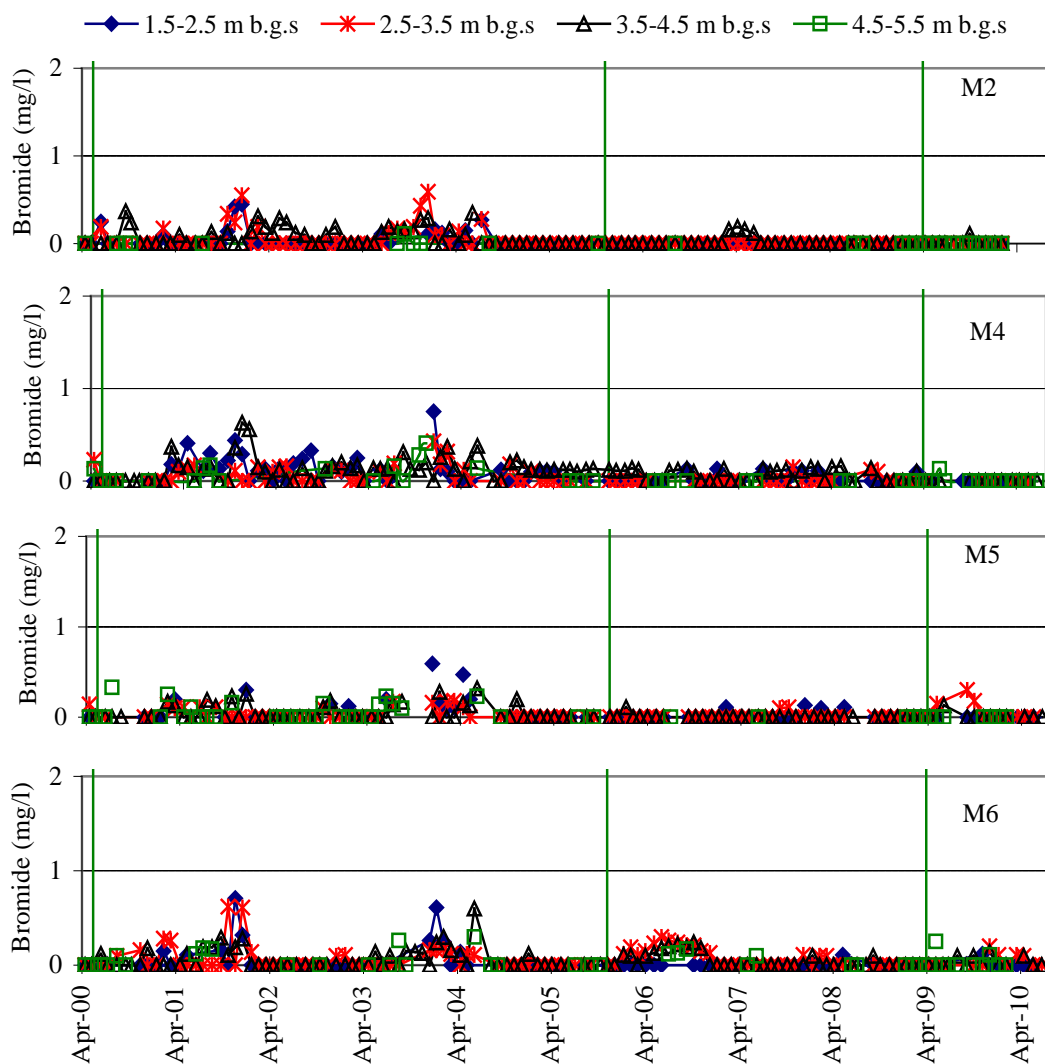 1.5-2.5 m b.g.s 2.5-3.5 m b.g.s 3.5-4.5 m b.g.s 4.5-5.5 m b.g.s
Bromide (mg/l)
2
1
0
M2
Bromide (mg/l)
2
1
0
M4
Bromide (mg/l)
2
1
0
M5
Bromide (mg/l)
2
1
0
M6
Apr-00
Apr-01
Apr-02
Apr-03
Apr-04
Apr-05
Apr-06
Apr-07
Apr-08
Apr-09
Apr-10